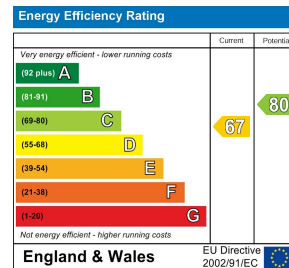 Energy Efficiency Rating
Current Potential
Very energy efficient - lower running costs
(92 plus) A
(81-91) B
(69-80) C
(55-68) D
(39-54) E
(21-38) F
(1-20) G
67
80
Not energy efficient - higher running costs
England & Wales
EU Directive
2002/91/EC